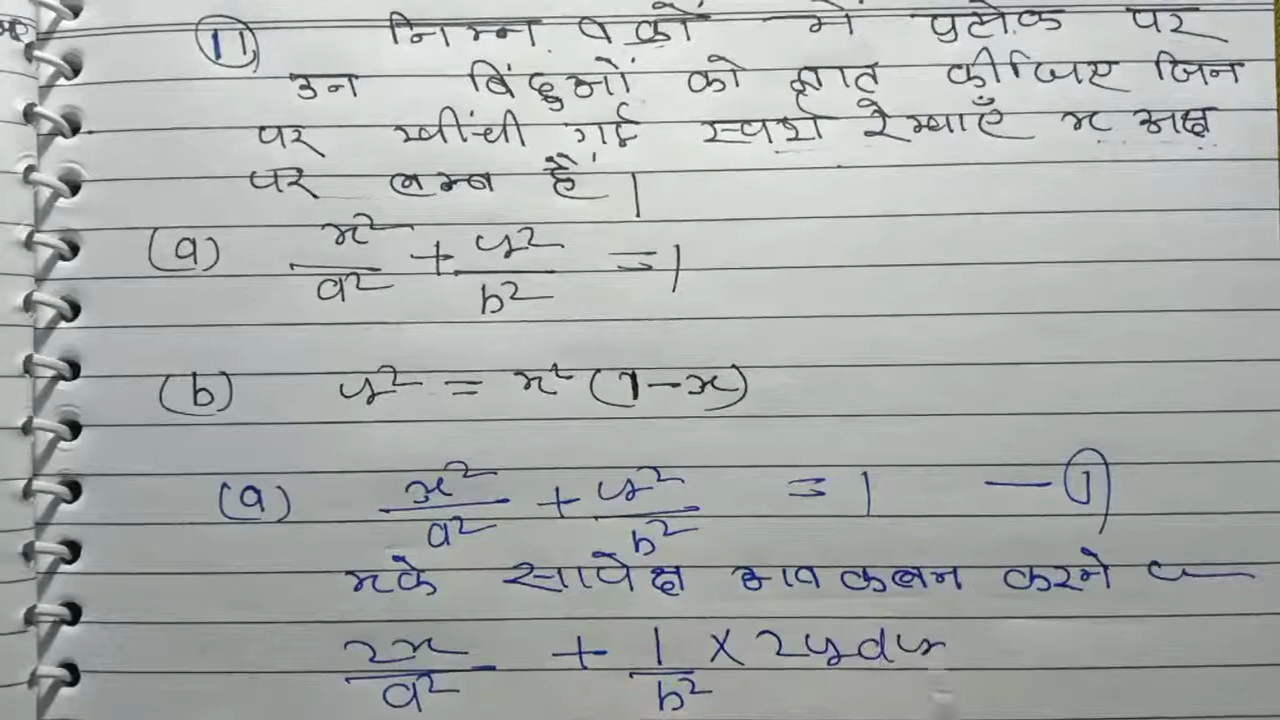 11 निम्न वक्रों में प्रत्येक पर
उन बिंदुओं को ज्ञात कीजिए जिन
पर खींची गई स्पर्श रेखाएँ x अक्ष
पर लम्ब हैं।
(a) x²/a² + y²/b² = 1
(b) y² = x² (1-x)
(a) x²/a² + y²/b² = 1 — ①
x के सापेक्ष अवकलन करने
2x/a² + 1/b² × 2y dy